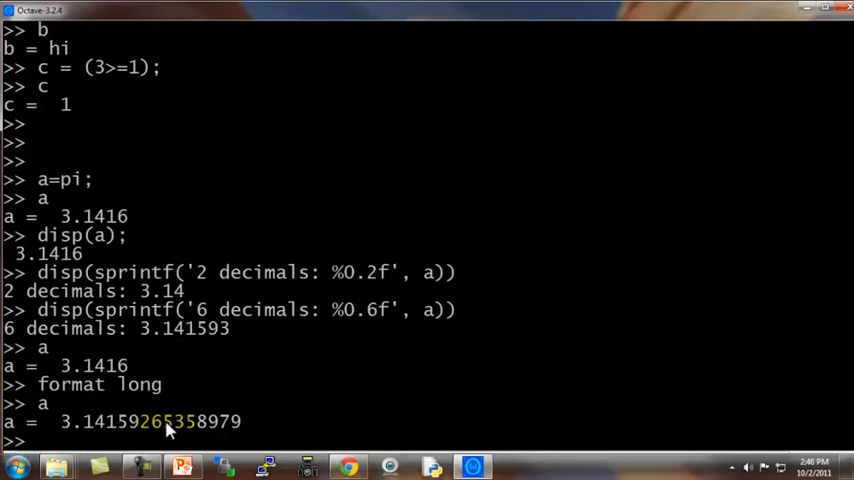 Octave-3.2.4
>> b
b = hi
>> c = (3>=1);
>> c
c =  1
>>
>>
>>
>> a=pi;
>> a
a =  3.1416
>> disp(a);
 3.1416
>> disp(sprintf('2 decimals: %0.2f', a))
2 decimals: 3.14
>> disp(sprintf('6 decimals: %0.6f', a))
6 decimals: 3.141593
>> a
a =  3.1416
>> format long
>> a
a =  3.14159265358979
>>
2:46 PM
10/2/2011